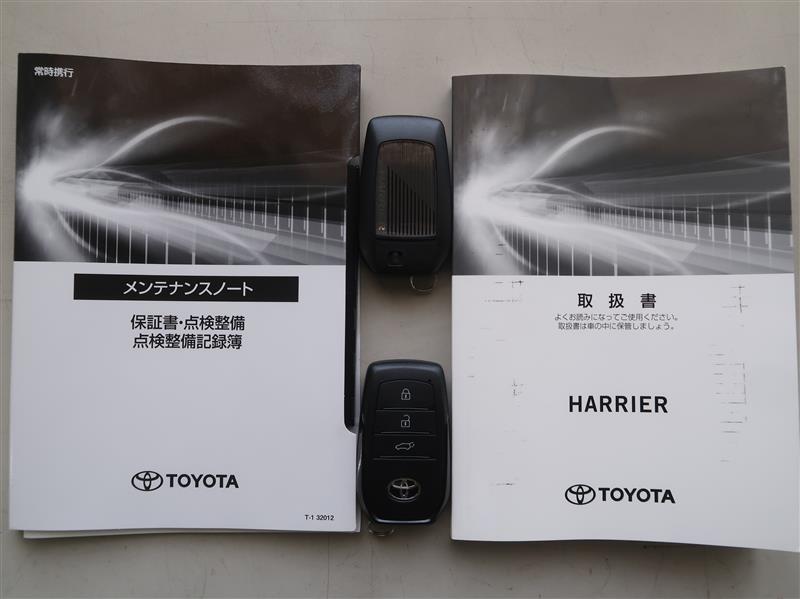 常時携行
メンテナンスノート
保証書・点検整備
点検整備記録簿
TOYOTA
T-1 32012
取扱書
よくお読みになってご使用ください。
取扱書は車の中に保管しましょう。
HARRIER
TOYOTA